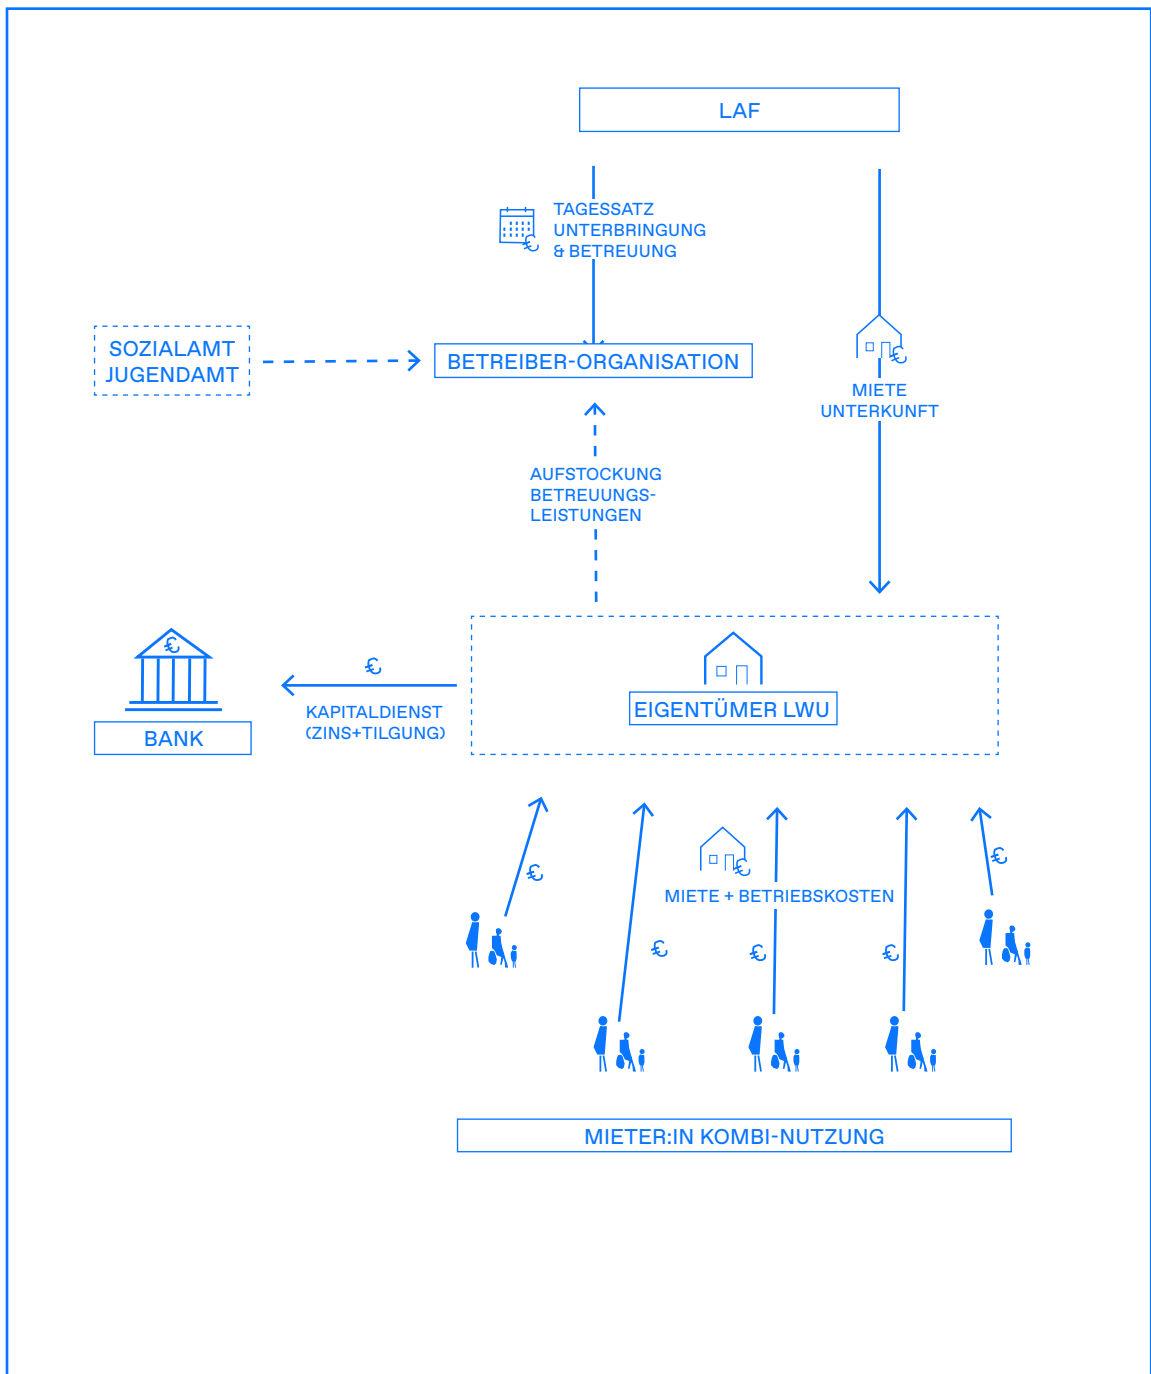 LAF
TAGESSATZ
UNTERBRINGUNG
& BETREUUNG
€
SOZIALAMT
JUGENDAMT
BETREIBER-ORGANISATION
€
MIETE
UNTERKUNFT
AUFSTOCKUNG
BETREUUNGS-
LEISTUNGEN
€
€
KAPITALDIENST
(ZINS+TILGUNG)
BANK
EIGENTÜMER LWU
€
€
€
MIETE + BETRIEBSKOSTEN
€
€
€
MIETER:IN KOMBI-NUTZUNG